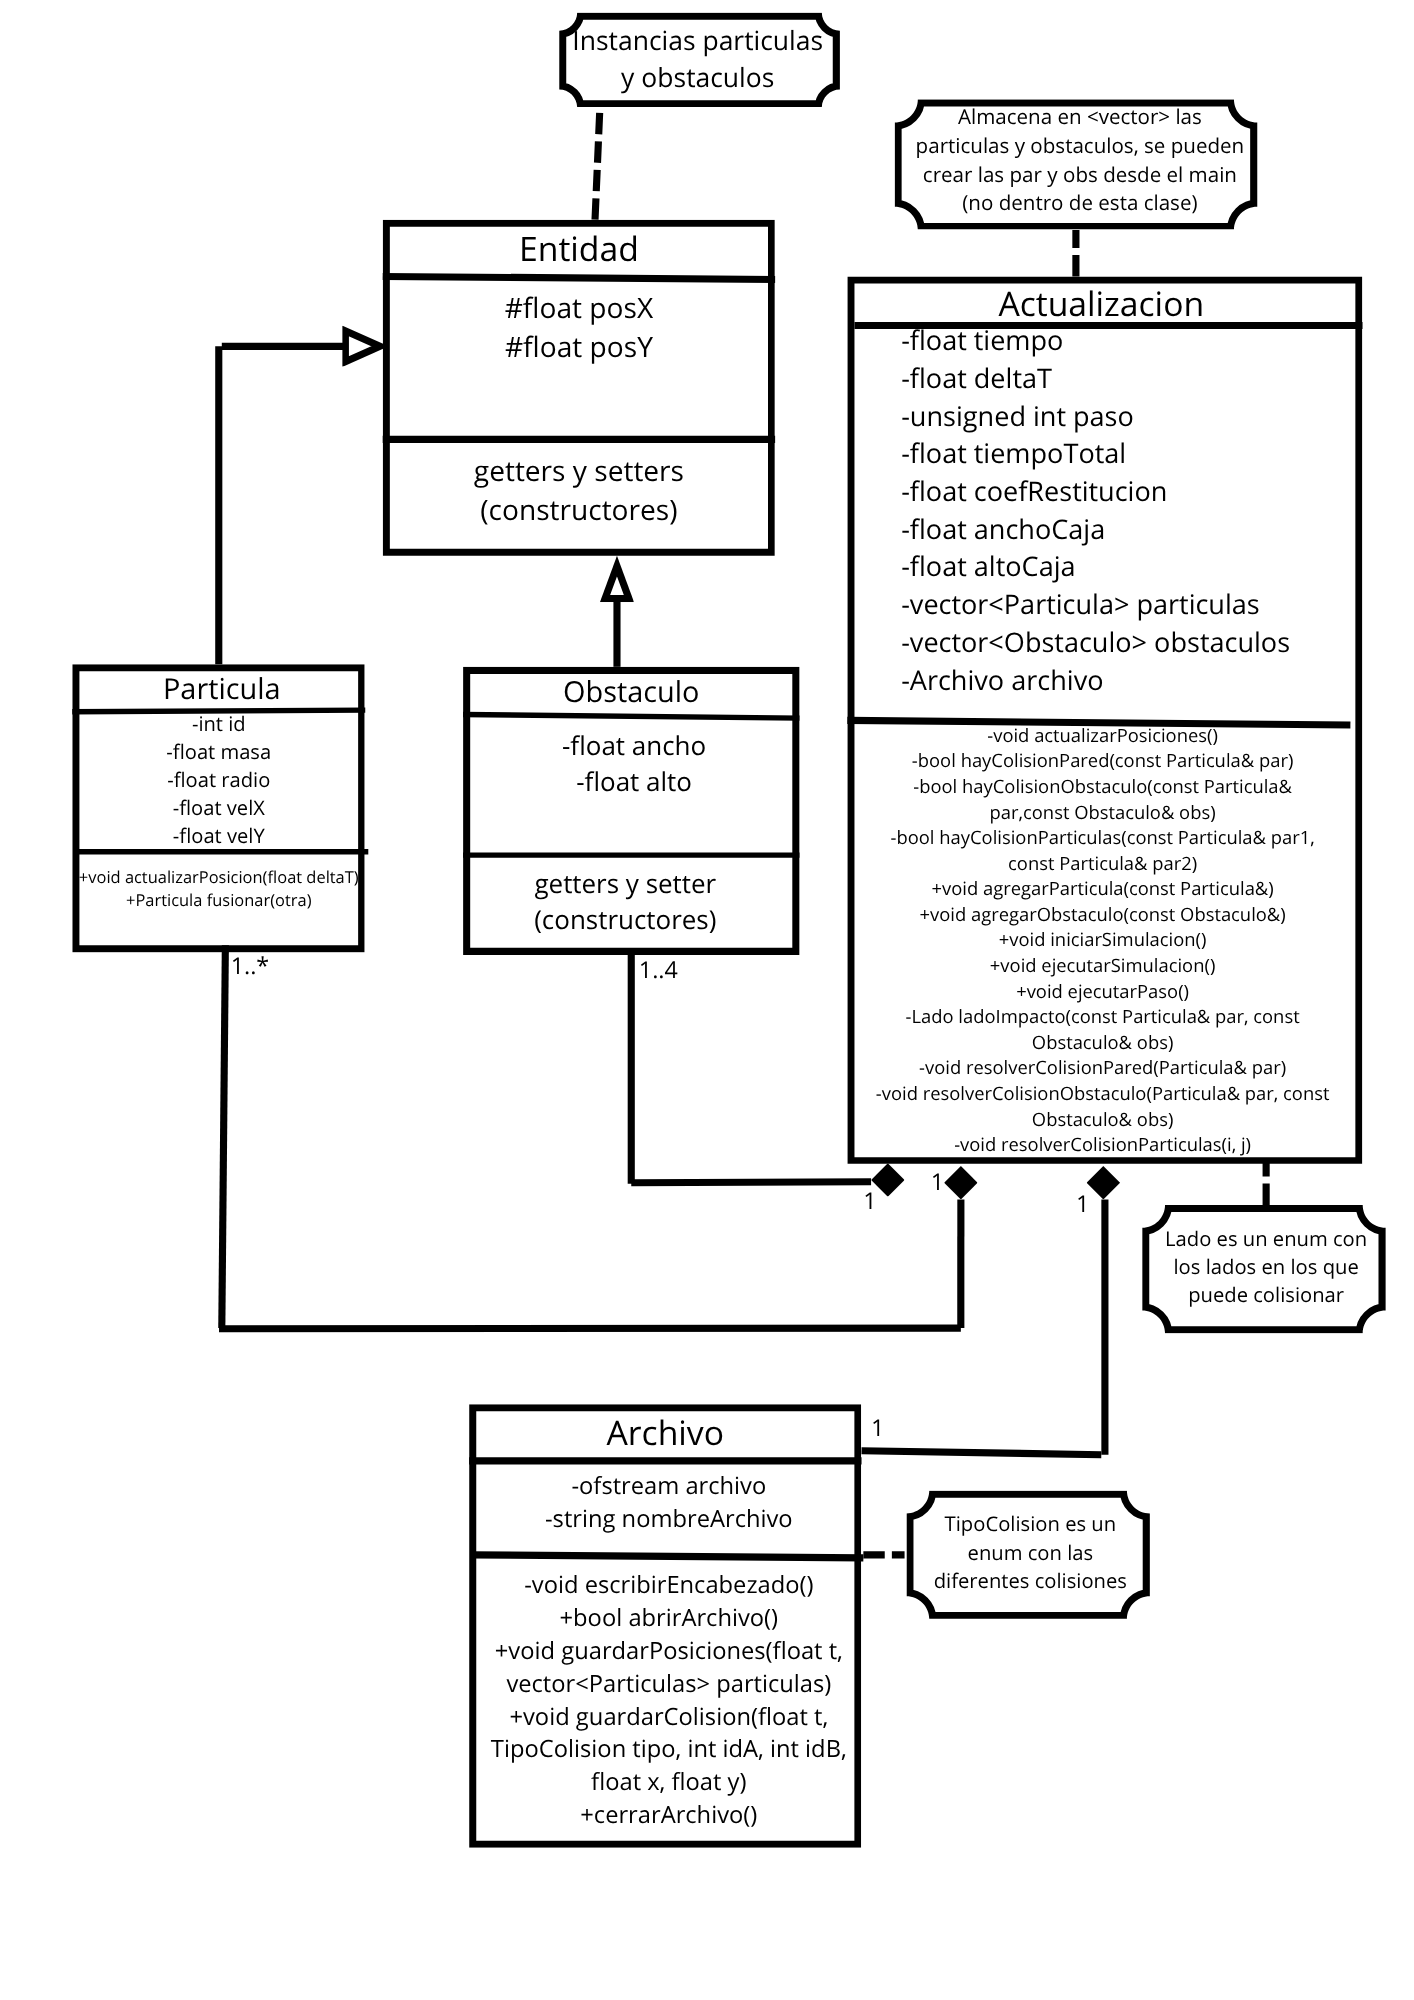 Instancias particulas
y obstaculos
Almacena en <vector> las
particulas y obstaculos, se pueden
crear las par y obs desde el main
(no dentro de esta clase)
Entidad
#float posX
#float posY
getters y setters
(constructores)
Actualizacion
-float tiempo
-float deltaT
-unsigned int paso
-float tiempoTotal
-float coefRestitucion
-float anchoCaja
-float altoCaja
-vector<Particula> particulas
-vector<Obstaculo> obstaculos
-Archivo archivo
-void actualizarPosiciones()
-bool hayColisionPared(const Particula& par)
-bool hayColisionObstaculo(const Particula&
par,const Obstaculo& obs)
-bool hayColisionParticulas(const Particula& par1,
const Particula& par2)
+void agregarParticula(const Particula&)
+void agregarObstaculo(const Obstaculo&)
+void iniciarSimulacion()
+void ejecutarSimulacion()
+void ejecutarPaso()
-Lado ladoImpacto(const Particula& par, const
Obstaculo& obs)
-void resolverColisionPared(Particula& par)
-void resolverColisionObstaculo(Particula& par, const
Obstaculo& obs)
-void resolverColisionParticulas(i, j)
Particula
-int id
-float masa
-float radio
-float velX
-float velY
+void actualizarPosicion(float deltaT)
+Particula fusionar(otra)
1..*
Obstaculo
-float ancho
-float alto
getters y setter
(constructores)
1..4
1
1
1
Lado es un enum con
los lados en los que
puede colisionar
Archivo
1
-ofstream archivo
-string nombreArchivo
-void escribirEncabezado()
+bool abrirArchivo()
+void guardarPosiciones(float t,
vector<Particulas> particulas)
+void guardarColision(float t,
TipoColision tipo, int idA, int idB,
float x, float y)
+cerrarArchivo()
TipoColision es un
enum con las
diferentes colisiones